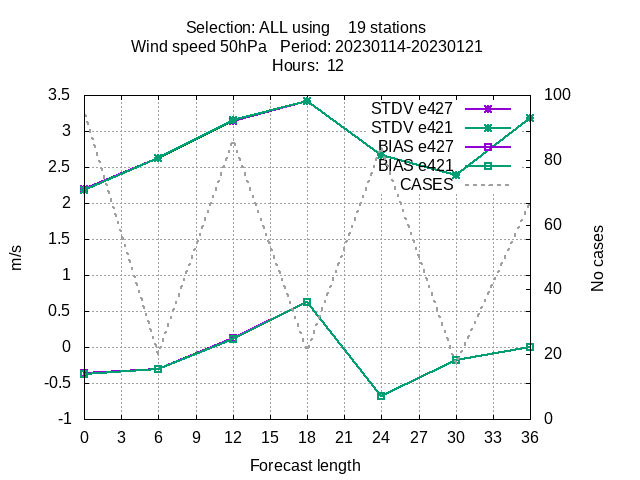 Selection: ALL using 19 stations
Wind speed 50hPa Period: 20230114-20230121
Hours: 12
3.5
3
2.5
2
1.5
1
0.5
0
-0.5
-1
m/s
STDV e427
STDV e421
BIAS e427
BIAS e421
CASES
100
80
60
40
20
0
No cases
0 3 6 9 12 15 18 21 24 27 30 33 36
Forecast length